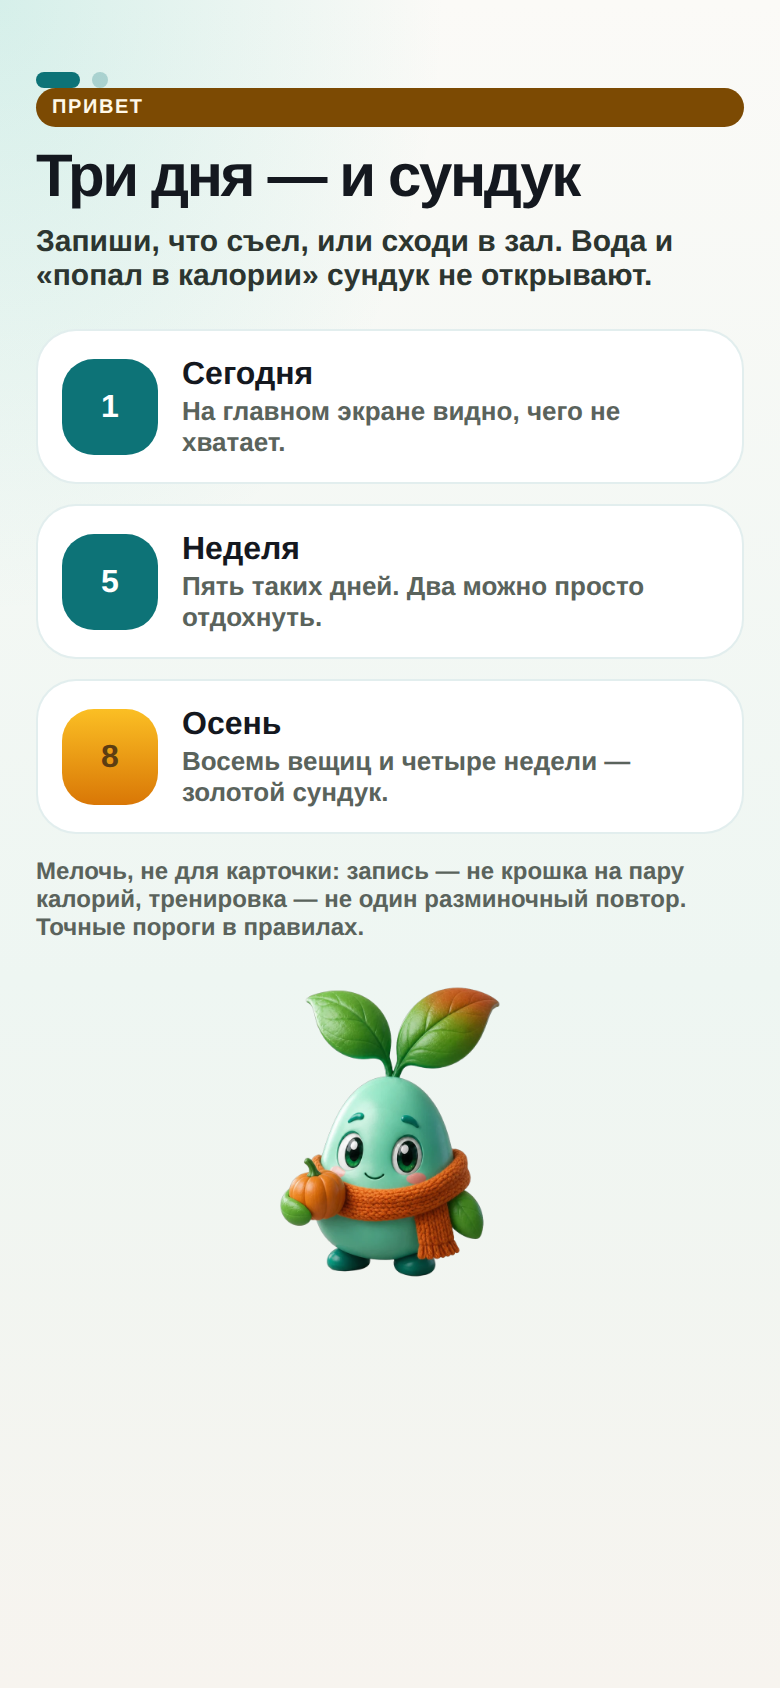 ПРИВЕТ
Три дня — и сундук
Запиши, что съел, или сходи в зал. Вода и
«попал в калории» сундук не открывают.
1
Сегодня
На главном экране видно, чего не
хватает.
5
Неделя
Пять таких дней. Два можно просто
отдохнуть.
8
Осень
Восемь вещиц и четыре недели —
золотой сундук.
Мелочь, не для карточки: запись — не крошка на пару
калорий, тренировка — не один разминочный повтор.
Точные пороги в правилах.